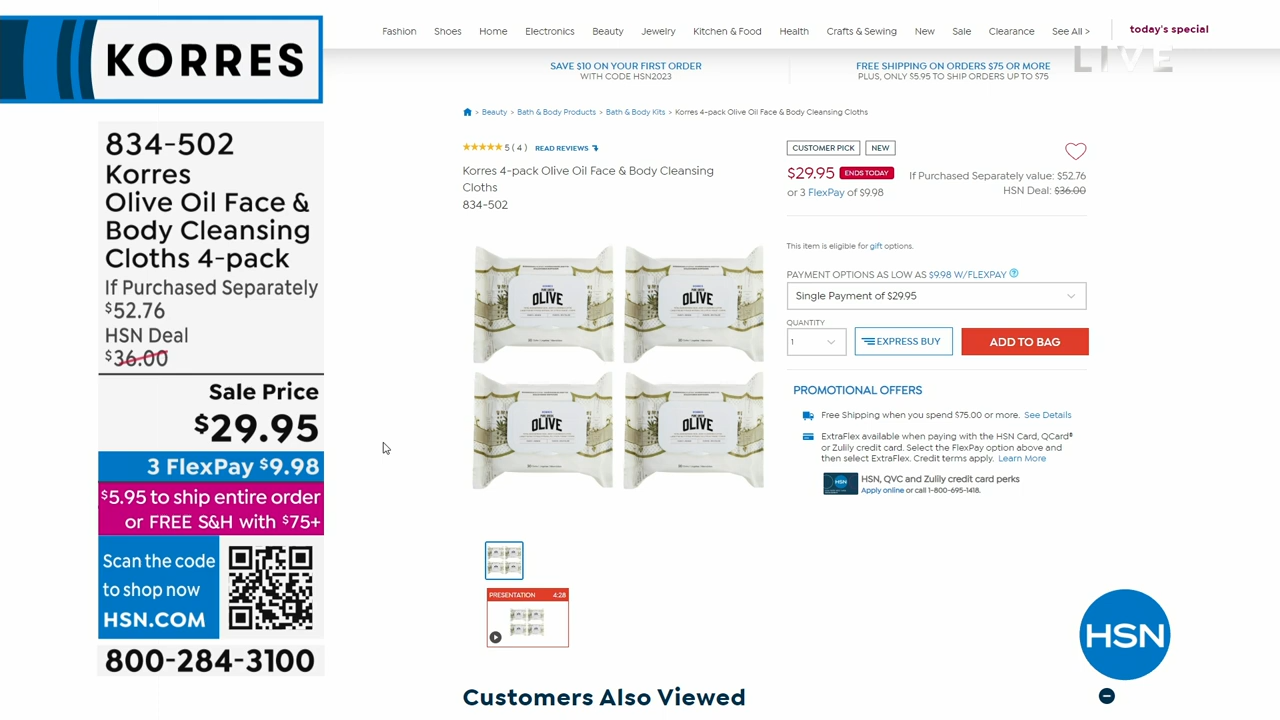 KORRES
834-502
Korres
Olive Oil Face &
Body Cleansing
Cloths 4-pack
If Purchased Separately
$52.76
HSN Deal
$36.00
Sale Price
$29.95
3 FlexPay $9.98
$5.95 to ship entire order
or FREE S&H with $75+
Scan the code
to shop now
HSN.COM
800-284-3100
Fashion Shoes Home Electronics Beauty Jewelry Kitchen & Food Health Crafts & Sewing New Sale Clearance See All > today's special
LIVE
SAVE $10 ON YOUR FIRST ORDER
WITH CODE HSN2023
FREE SHIPPING ON ORDERS $75 OR MORE
PLUS, ONLY $5.95 TO SHIP ORDERS UP TO $75
> Beauty > Bath & Body Products > Bath & Body Kits > Korres 4-pack Olive Oil Face & Body Cleansing Cloths
5 ( 4 ) READ REVIEWS
Korres 4-pack Olive Oil Face & Body Cleansing
Cloths
834-502
OLIVE
OLIVE
OLIVE
OLIVE
PRESENTATION 4:28
CUSTOMER PICK NEW
$29.95 ENDS TODAY
or 3 FlexPay of $9.98
If Purchased Separately value: $52.76
HSN Deal: $36.00
This item is eligible for gift options.
PAYMENT OPTIONS AS LOW AS $9.98 W/FLEXPAY ?
Single Payment of $29.95
QUANTITY
1
EXPRESS BUY
ADD TO BAG
PROMOTIONAL OFFERS
Free Shipping when you spend $75.00 or more. See Details
ExtraFlex available when paying with the HSN Card, QCard®
or Zulily credit card. Select the FlexPay option above and
then select ExtraFlex. Credit terms apply. Learn More
HSN
HSN, QVC and Zulily credit card perks
Apply online or call 1-800-695-1418.
HSN
Customers Also Viewed